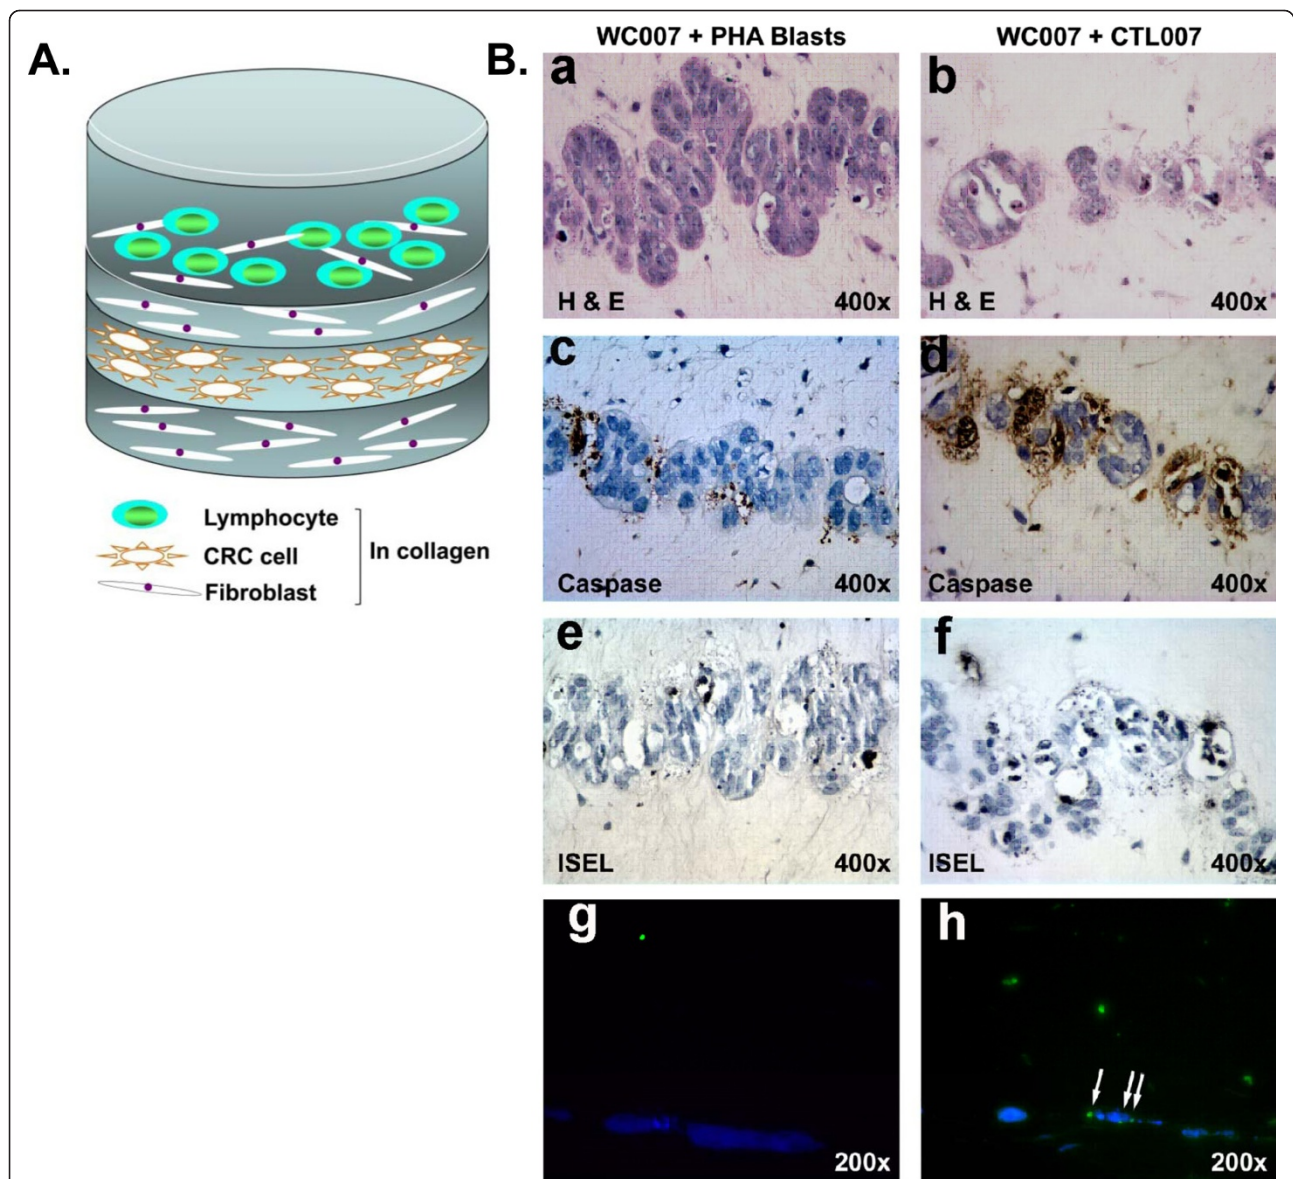 A.
Lymphocyte
CRC cell
Fibroblast
In collagen
B.
WC007 + PHA Blasts
WC007 + CTL007
a
H & E
400x
b
H & E
400x
c
Caspase
400x
d
Caspase
400x
e
ISEL
400x
f
ISEL
400x
g
200x
h
200x